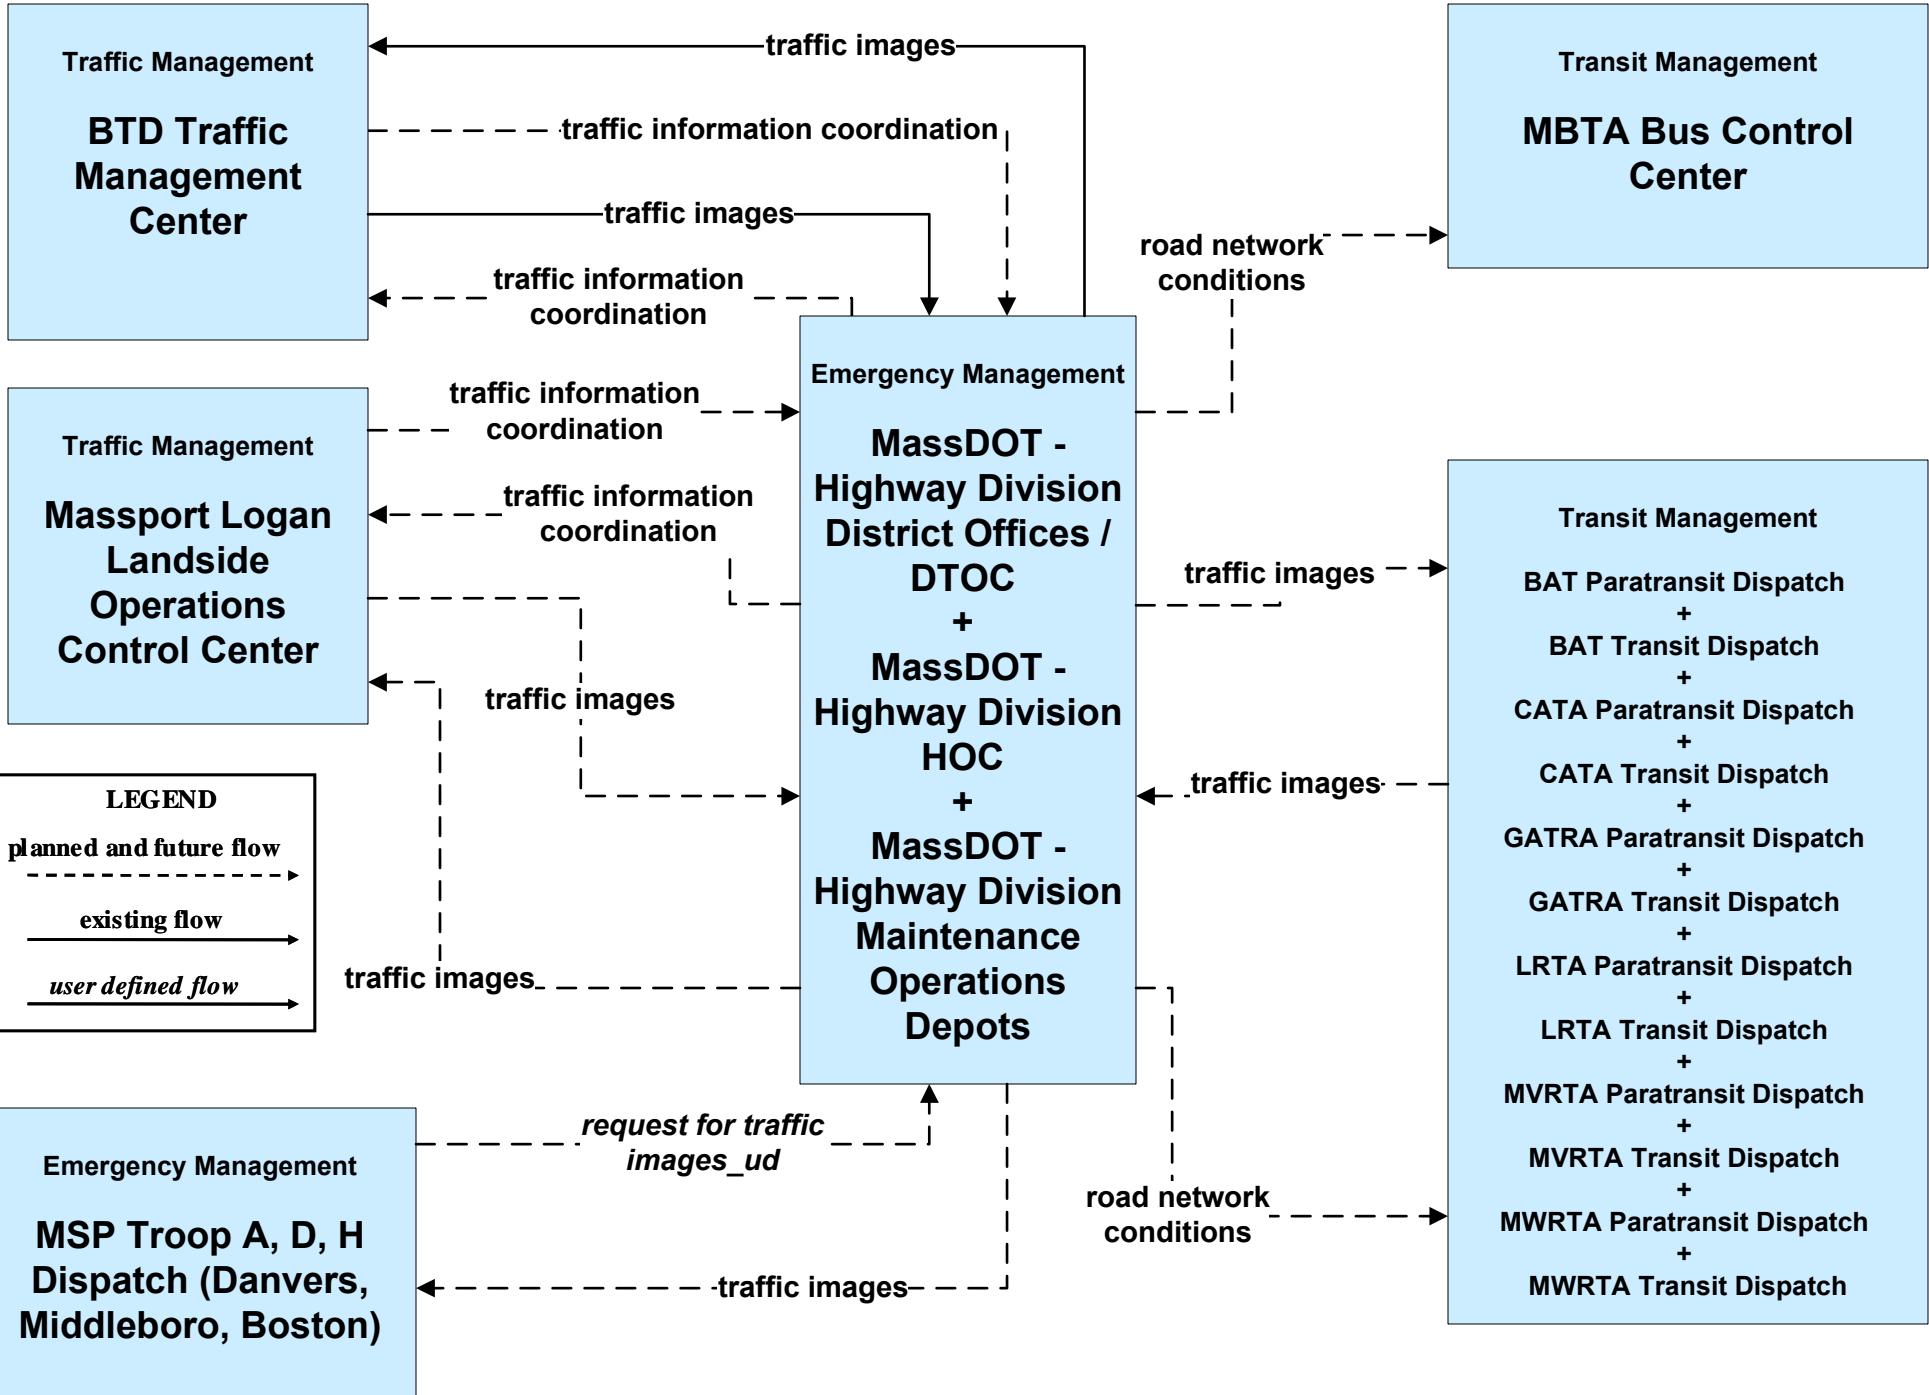 Traffic Management
BTD Traffic
Management
Center
traffic images
traffic information coordination
traffic images
traffic information
coordination
Transit Management
MBTA Bus Control
Center
road network
conditions
Traffic Management
Massport Logan
Landside
Operations
Control Center
traffic information
coordination
traffic information
coordination
traffic images
traffic images
Emergency Management
MassDOT -
Highway Division
District Offices /
DTOC
+
MassDOT -
Highway Division
HOC
+
MassDOT -
Highway Division
Maintenance
Operations
Depots
traffic images
traffic images
road network
conditions
Transit Management
BAT Paratransit Dispatch
+
BAT Transit Dispatch
+
CATA Paratransit Dispatch
+
CATA Transit Dispatch
+
GATRA Paratransit Dispatch
+
GATRA Transit Dispatch
+
LRTA Paratransit Dispatch
+
LRTA Transit Dispatch
+
MVRTA Paratransit Dispatch
+
MVRTA Transit Dispatch
+
MWRTA Paratransit Dispatch
+
MWRTA Transit Dispatch
LEGEND
planned and future flow
existing flow
user defined flow
Emergency Management
MSP Troop A, D, H
Dispatch (Danvers,
Middleboro, Boston)
request for traffic
images_ud
traffic images